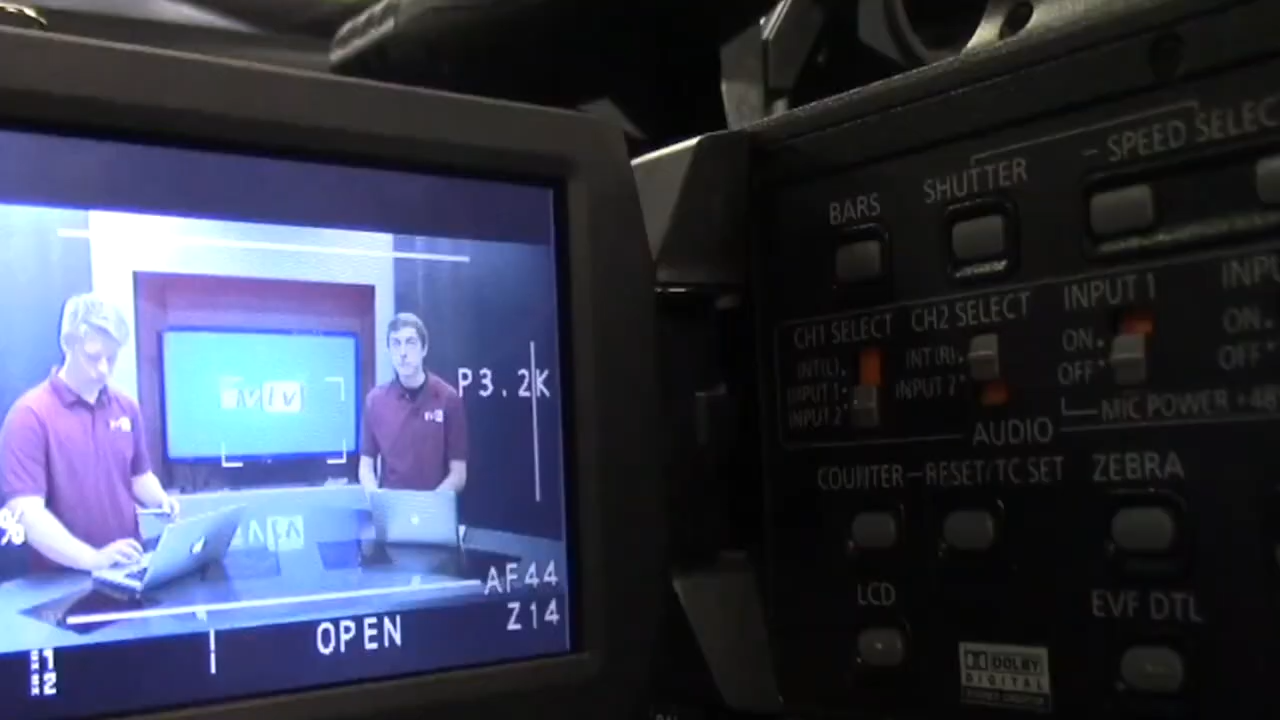 BARS
SHUTTER
- SPEED SELEC
CH1 SELECT
CH2 SELECT
INPUT 1
INPU
INT(L).
INPUT 1·
INPUT 2·
INT(R).
INPUT 2·
ON.
OFF·
ON.
OFF·
MIC POWER +48
AUDIO
COUNTER-RESET/TC SET
ZEBRA
LCD
EVF DTL
DOLBY
DIGITAL
P3.2K
%
AF44
Z14
OPEN
1
2